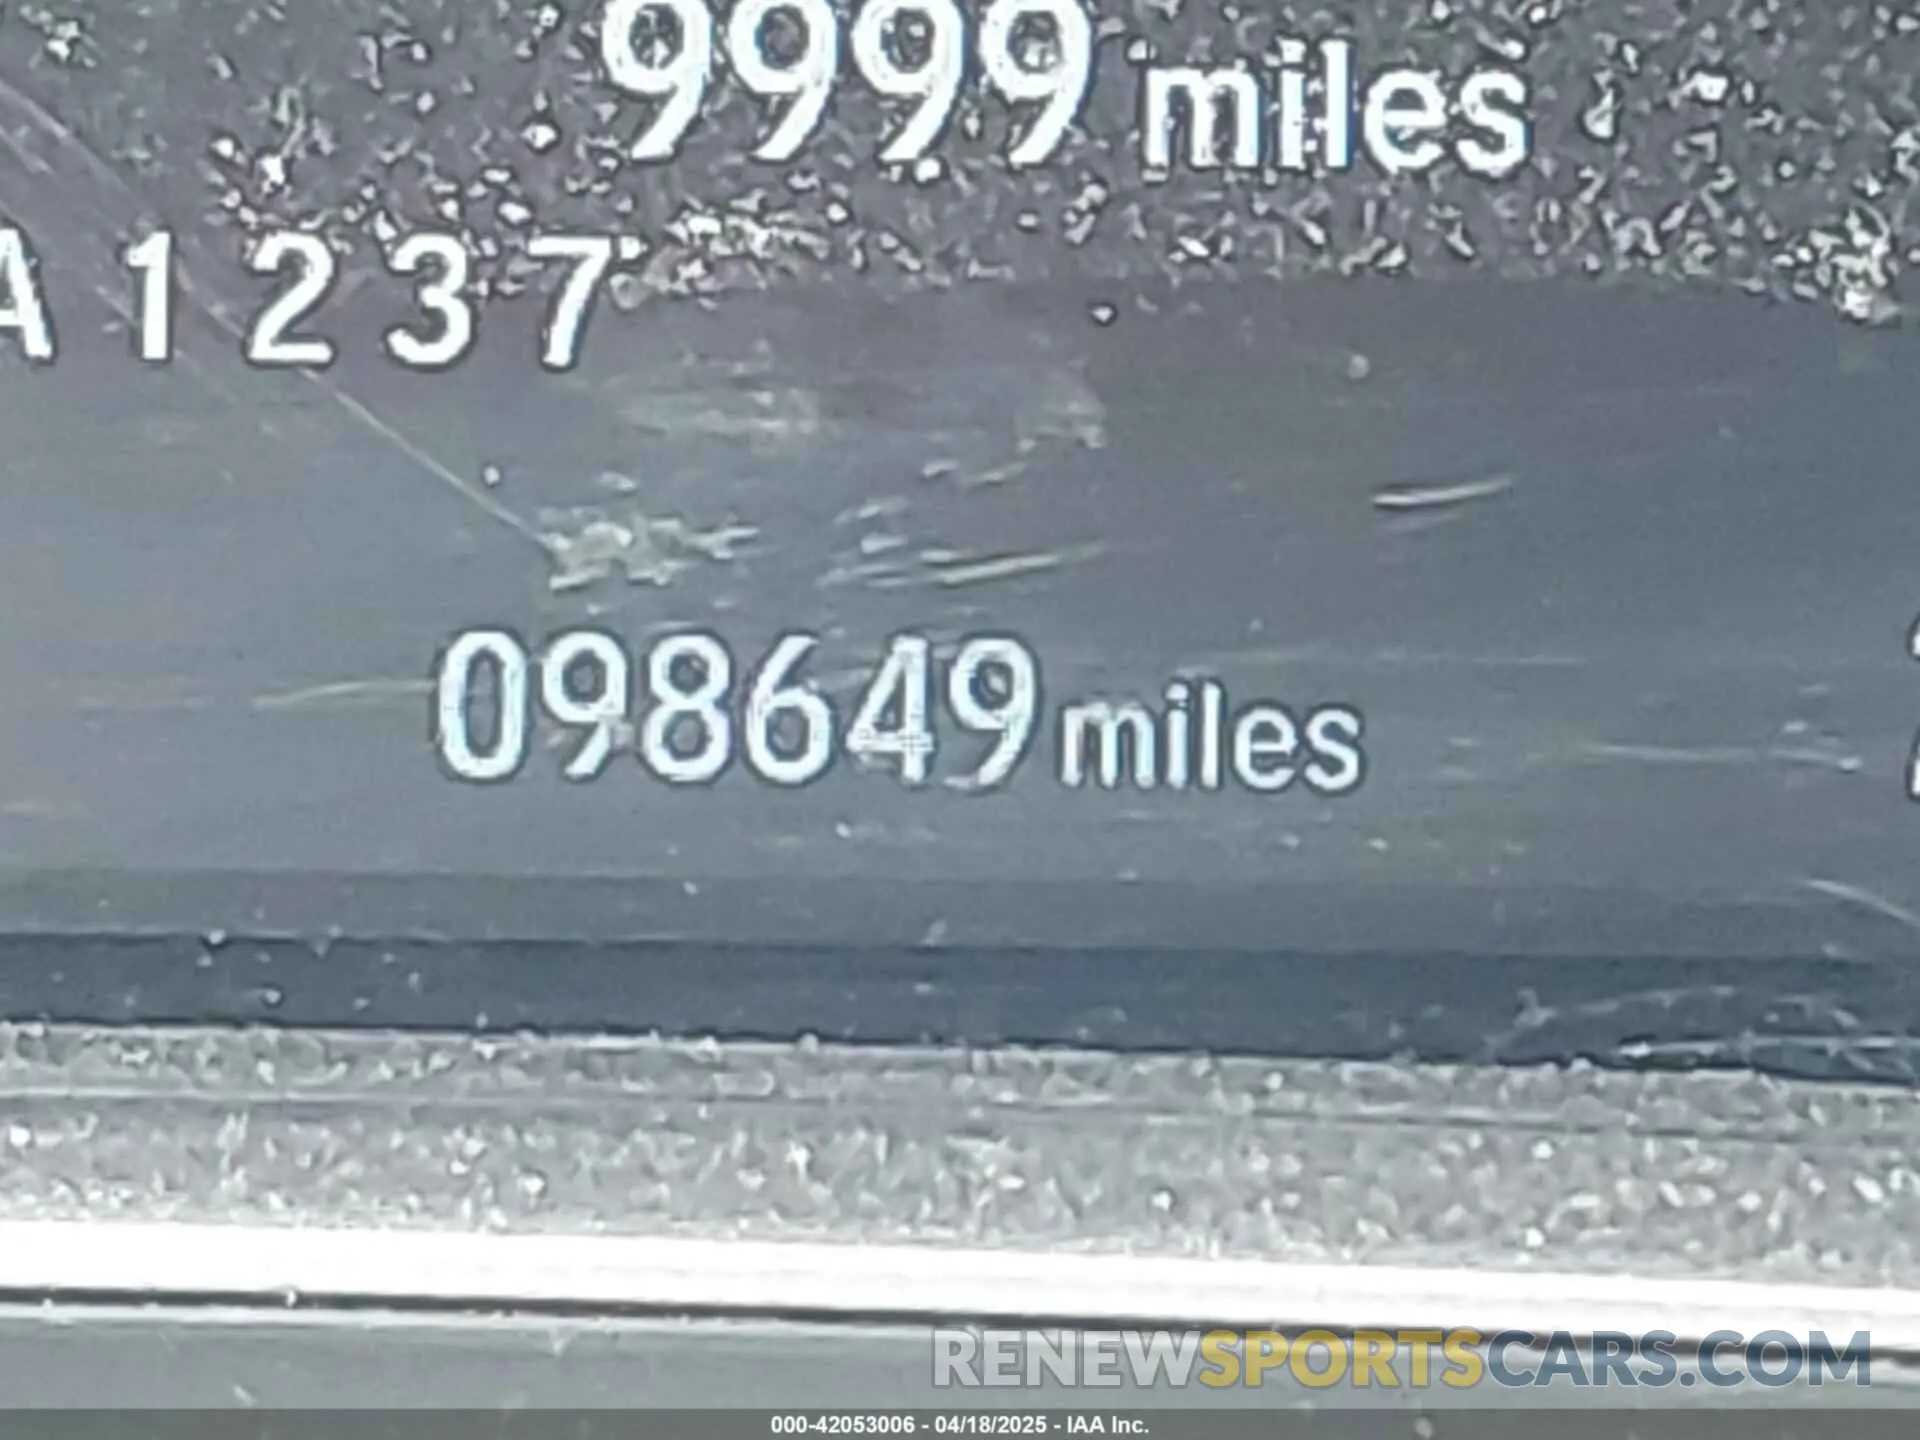 9999 miles
A1237
098649 miles
RENEWSPORTSCARS.COM
000-42053006 - 04/18/2025 - IAA Inc.